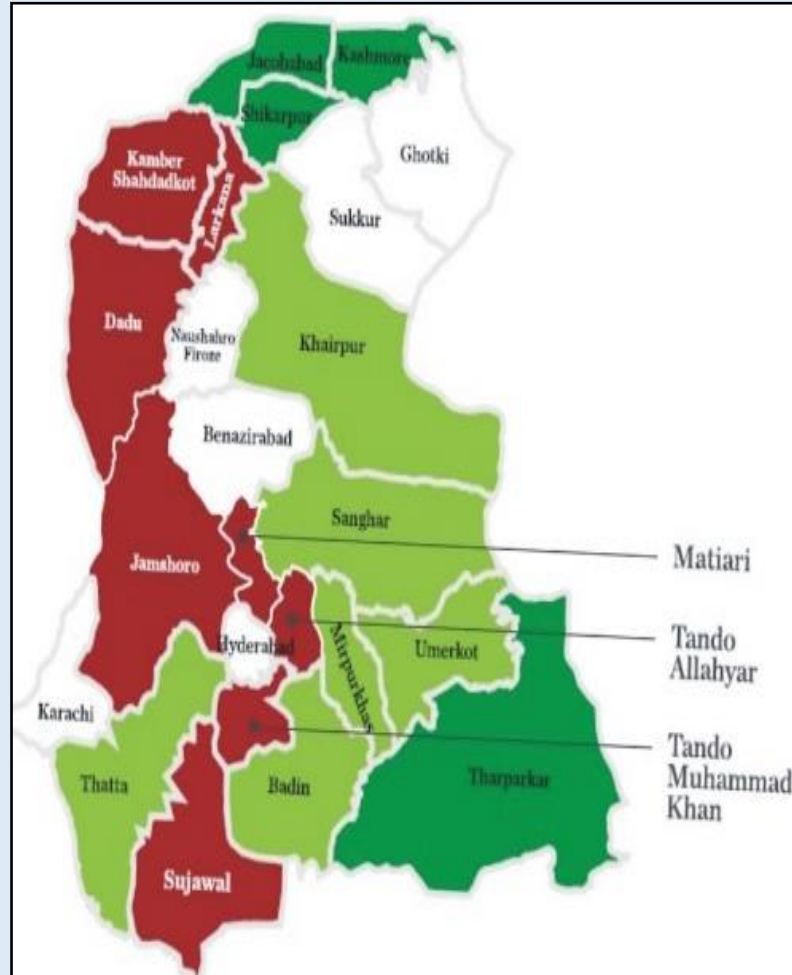 Jacobabad
Kashmore
Shikarpur
Ghotki
Kamber
Shahdadkot
Larkana
Sukkur
Dadu
Naushahro
Firoze
Khairpur
Benazirabad
Sanghar
Jamshoro
Matiari
Hyderabad
Mirpurkhas
Umerkot
Tando
Allahyar
Karachi
Thatta
Badin
Tharparkar
Tando
Muhammad
Khan
Sujawal